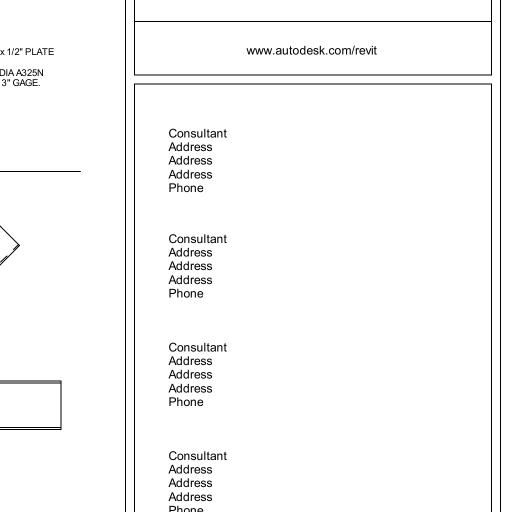 x 1/2" PLATE
DIA A325N
3" GAGE.
www.autodesk.com/revit
Consultant
Address
Address
Address
Phone
Consultant
Address
Address
Address
Phone
Consultant
Address
Address
Address
Phone
Consultant
Address
Address
Address
Phone